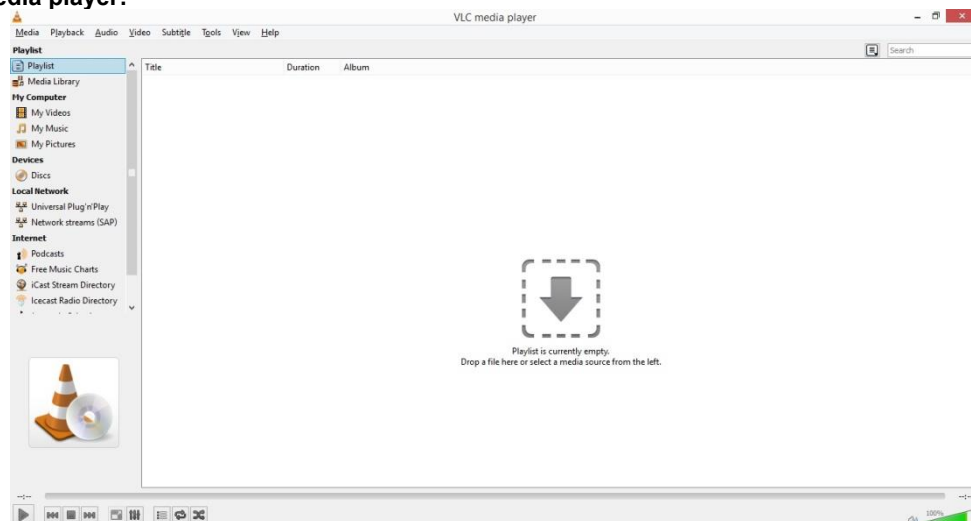 edia player?
VLC media player
Media Playback Audio Video Subtitle Tools View Help
Playlist
Search
Playlist
Title Duration Album
Media Library
My Computer
My Videos
My Music
My Pictures
Devices
Discs
Local Network
Universal Plug'n'Play
Network streams (SAP)
Internet
Podcasts
Free Music Charts
iCast Stream Directory
Icecast Radio Directory
Playlist is currently empty.
Drop a file here or select a media source from the left.
--:--
--:-
100%